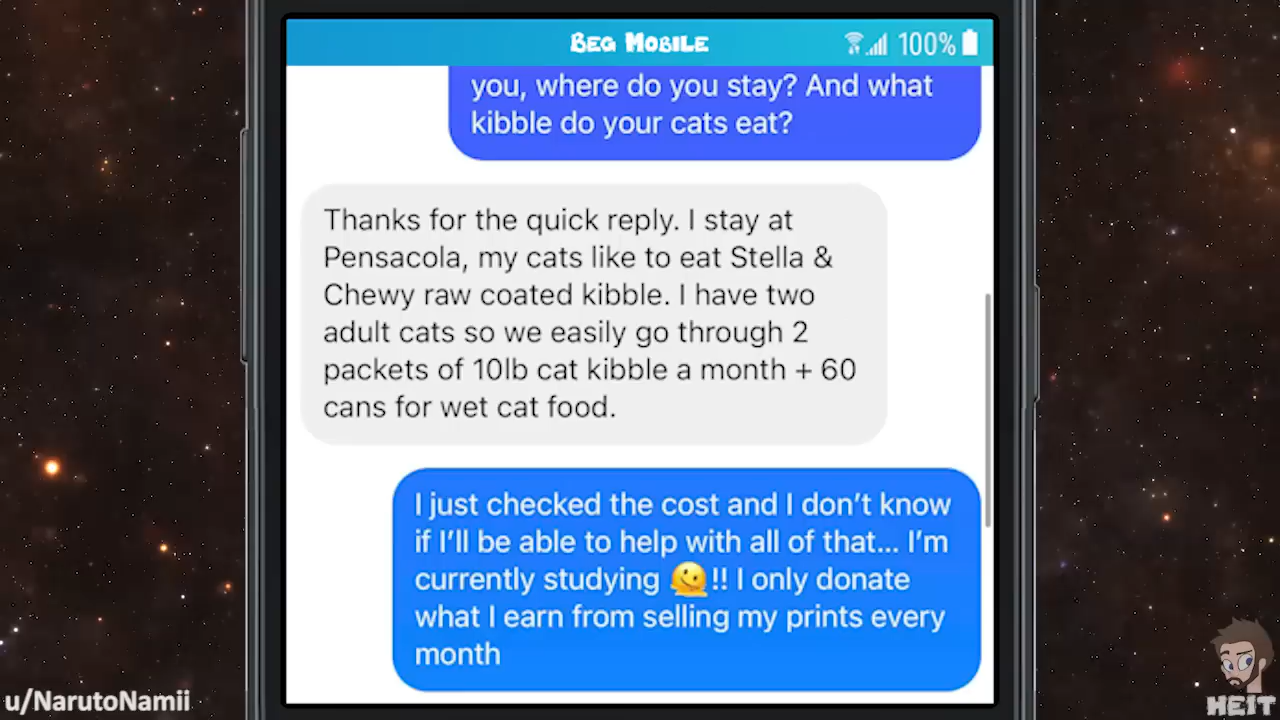 BEG MOBILE
100%
you, where do you stay? And what
kibble do your cats eat?
Thanks for the quick reply. I stay at
Pensacola, my cats like to eat Stella &
Chewy raw coated kibble. I have two
adult cats so we easily go through 2
packets of 10lb cat kibble a month + 60
cans for wet cat food.
I just checked the cost and I don’t know
if I’ll be able to help with all of that... I’m
currently studying 🫠!! I only donate
what I earn from selling my prints every
month
u/NarutoNamii
HEIT